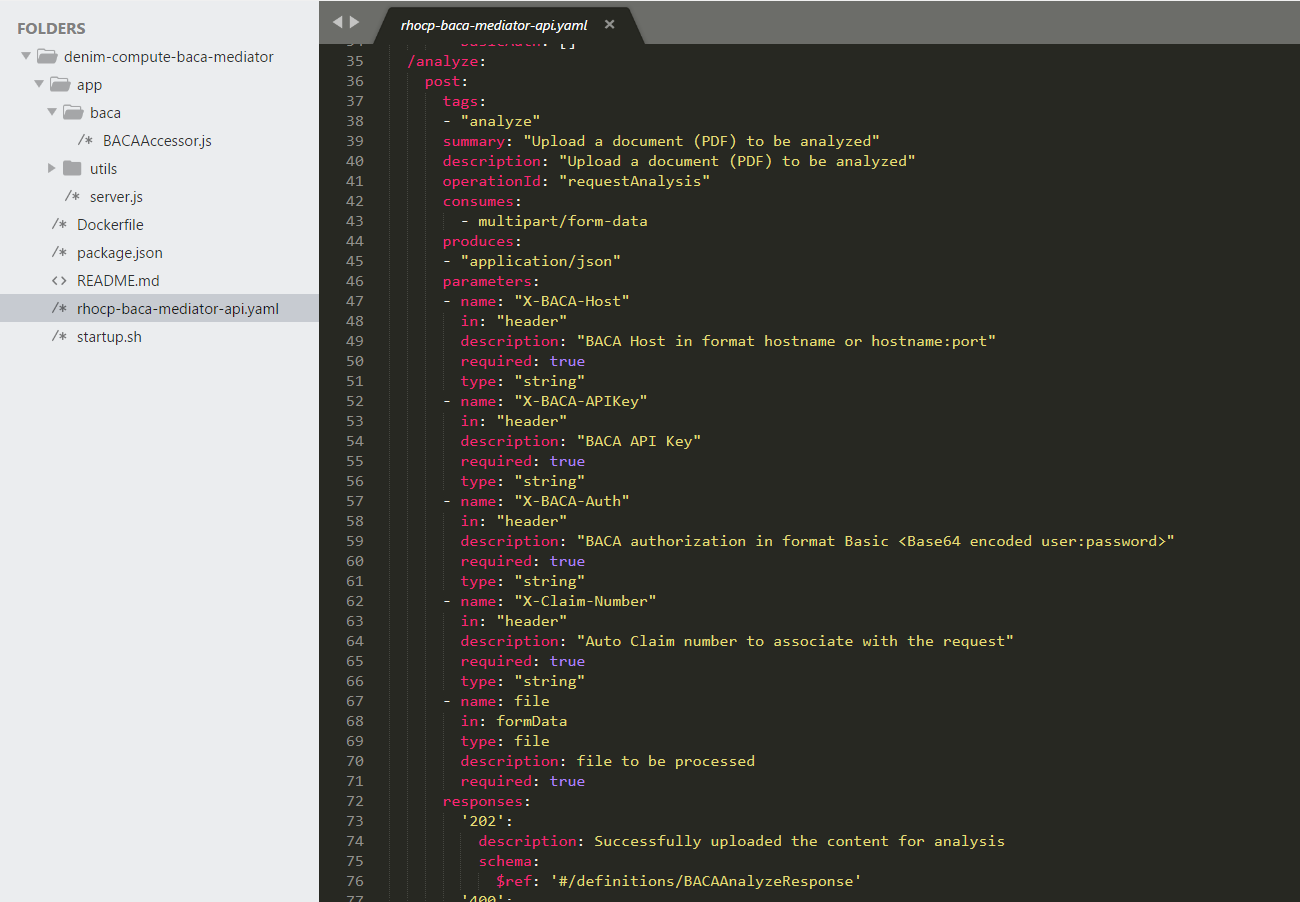 FOLDERS
denim-compute-baca-mediator
app
baca
/* BACAAccessor.js
utils
/* server.js
/* Dockerfile
/* package.json
<> README.md
/* rhocp-baca-mediator-api.yaml
/* startup.sh
rhocp-baca-mediator-api.yaml ×
34 basicAuth: []
35 /analyze:
36 post:
37 tags:
38 - "analyze"
39 summary: "Upload a document (PDF) to be analyzed"
40 description: "Upload a document (PDF) to be analyzed"
41 operationId: "requestAnalysis"
42 consumes:
43 - multipart/form-data
44 produces:
45 - "application/json"
46 parameters:
47 - name: "X-BACA-Host"
48 in: "header"
49 description: "BACA Host in format hostname or hostname:port"
50 required: true
51 type: "string"
52 - name: "X-BACA-APIKey"
53 in: "header"
54 description: "BACA API Key"
55 required: true
56 type: "string"
57 - name: "X-BACA-Auth"
58 in: "header"
59 description: "BACA authorization in format Basic <Base64 encoded user:password>"
60 required: true
61 type: "string"
62 - name: "X-Claim-Number"
63 in: "header"
64 description: "Auto Claim number to associate with the request"
65 required: true
66 type: "string"
67 - name: file
68 in: formData
69 type: file
70 description: file to be processed
71 required: true
72 responses:
73 '202':
74 description: Successfully uploaded the content for analysis
75 schema:
76 $ref: '#/definitions/BACAAnalyzeResponse'
77 '400':